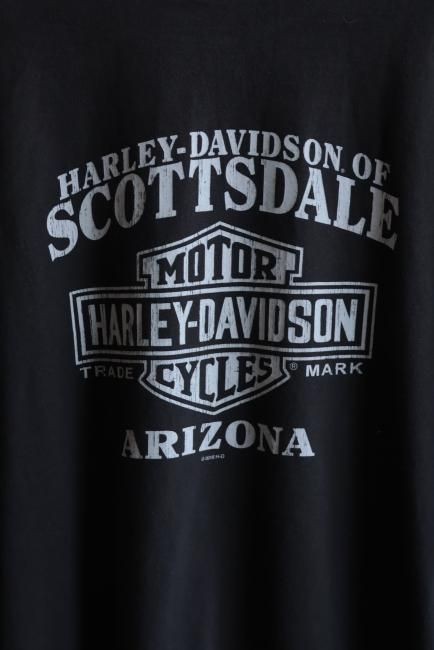 HARLEY-DAVIDSON. OF
SCOTTSDALE
MOTOR
HARLEY-DAVIDSON
CYCLES
TRADE ® MARK
ARIZONA